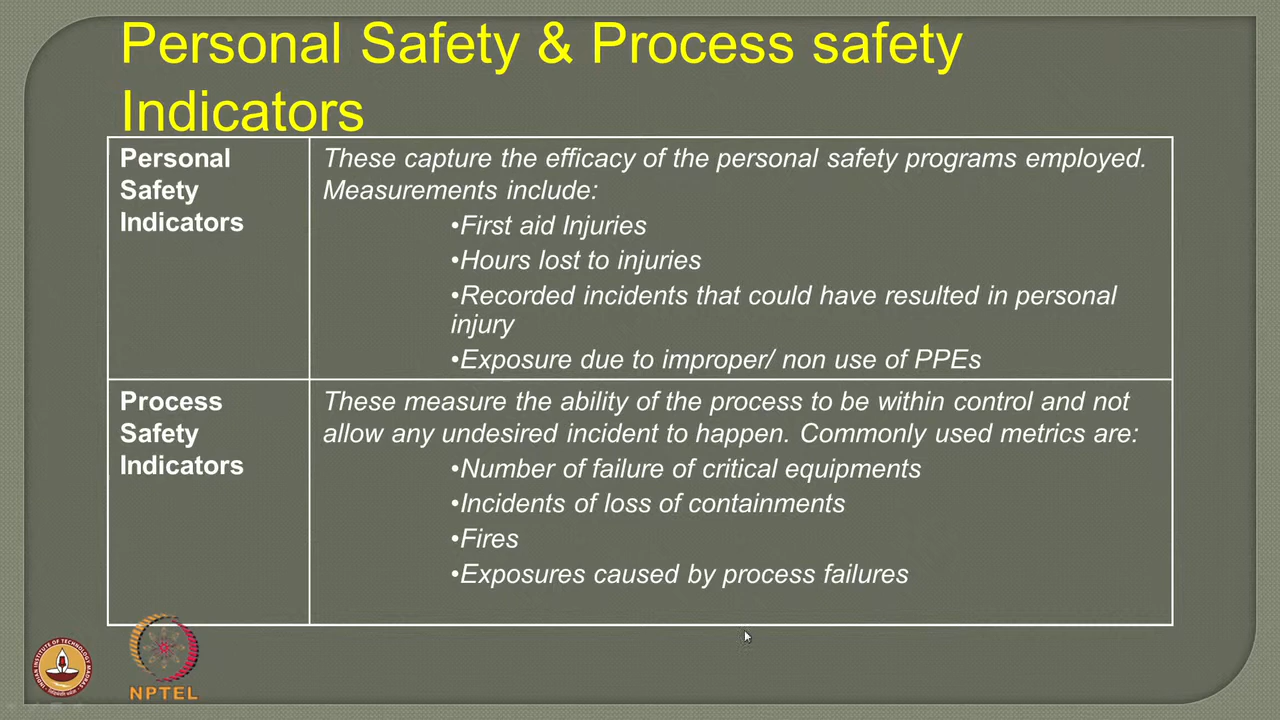 Personal Safety & Process safety
Indicators
Personal
Safety
Indicators
These capture the efficacy of the personal safety programs employed.
Measurements include:
•First aid Injuries
•Hours lost to injuries
•Recorded incidents that could have resulted in personal
injury
•Exposure due to improper/ non use of PPEs
Process
Safety
Indicators
These measure the ability of the process to be within control and not
allow any undesired incident to happen. Commonly used metrics are:
•Number of failure of critical equipments
•Incidents of loss of containments
•Fires
•Exposures caused by process failures
NPTEL